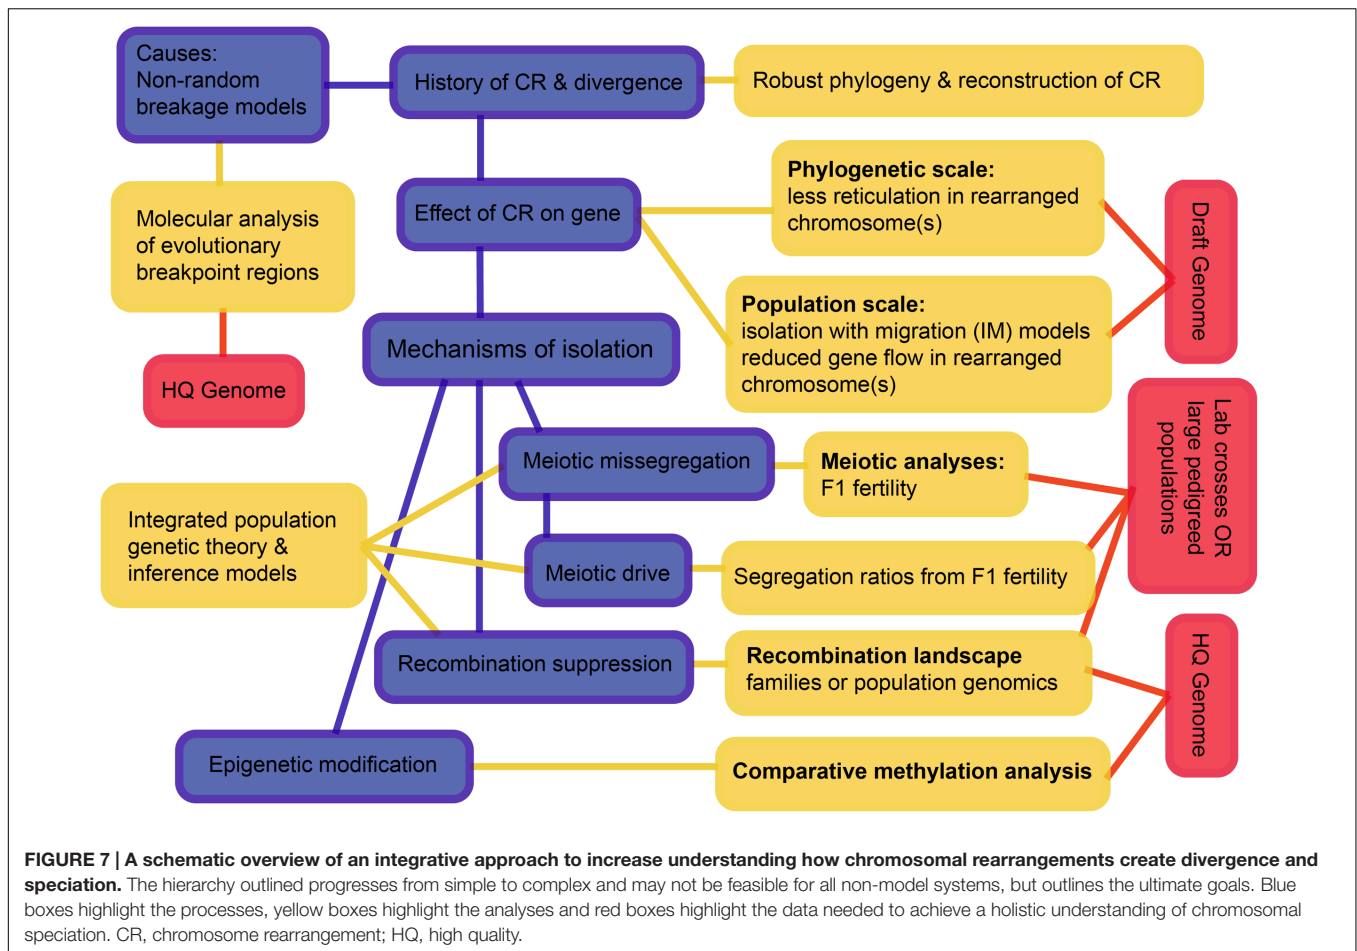 Causes:
Non-random
breakage models
History of CR & divergence
Robust phylogeny & reconstruction of CR
Molecular analysis
of evolutionary
breakpoint regions
HQ Genome
Effect of CR on gene
Phylogenetic scale:
less reticulation in rearranged
chromosome(s)
Population scale:
isolation with migration (IM) models
reduced gene flow in rearranged
chromosome(s)
Draft Genome
Mechanisms of isolation
Meiotic missegregation
Meiotic analyses:
F1 fertility
Lab crosses OR
large pedigreed
populations
Integrated population
genetic theory &
inference models
Meiotic drive
Segregation ratios from F1 fertility
Recombination suppression
Recombination landscape
families or population genomics
HQ Genome
Epigenetic modification
Comparative methylation analysis
FIGURE 7 | A schematic overview of an integrative approach to increase understanding how chromosomal rearrangements create divergence and
speciation. The hierarchy outlined progresses from simple to complex and may not be feasible for all non-model systems, but outlines the ultimate goals. Blue
boxes highlight the processes, yellow boxes highlight the analyses and red boxes highlight the data needed to achieve a holistic understanding of chromosomal
speciation. CR, chromosome rearrangement; HQ, high quality.